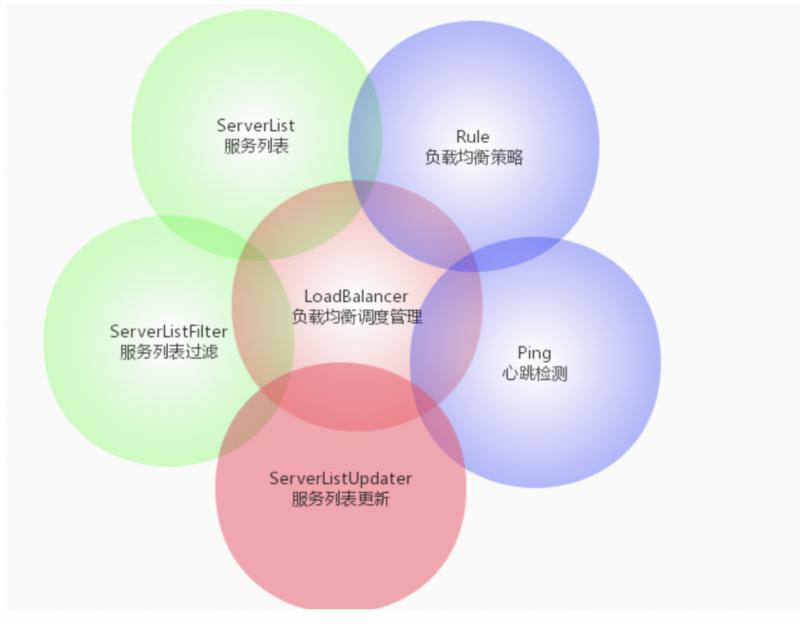 ServerList
服务列表
Rule
负载均衡策略
LoadBalancer
负载均衡调度管理
ServerListFilter
服务列表过滤
Ping
心跳检测
ServerListUpdater
服务列表更新